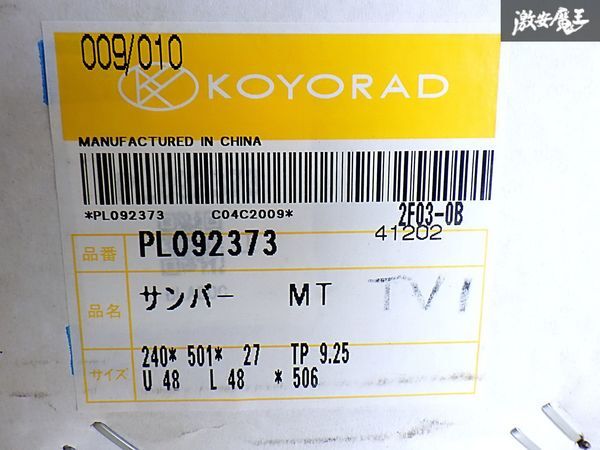 激安魔王
009/010
KOYORAD
MANUFACTURED IN CHINA
*PL092373 C04C2009* 2F03-0B
41202
品番 PL092373
品名 サンバー MT TV1
サイズ 240* 501* 27 TP 9.25
U 48 L 48 * 506